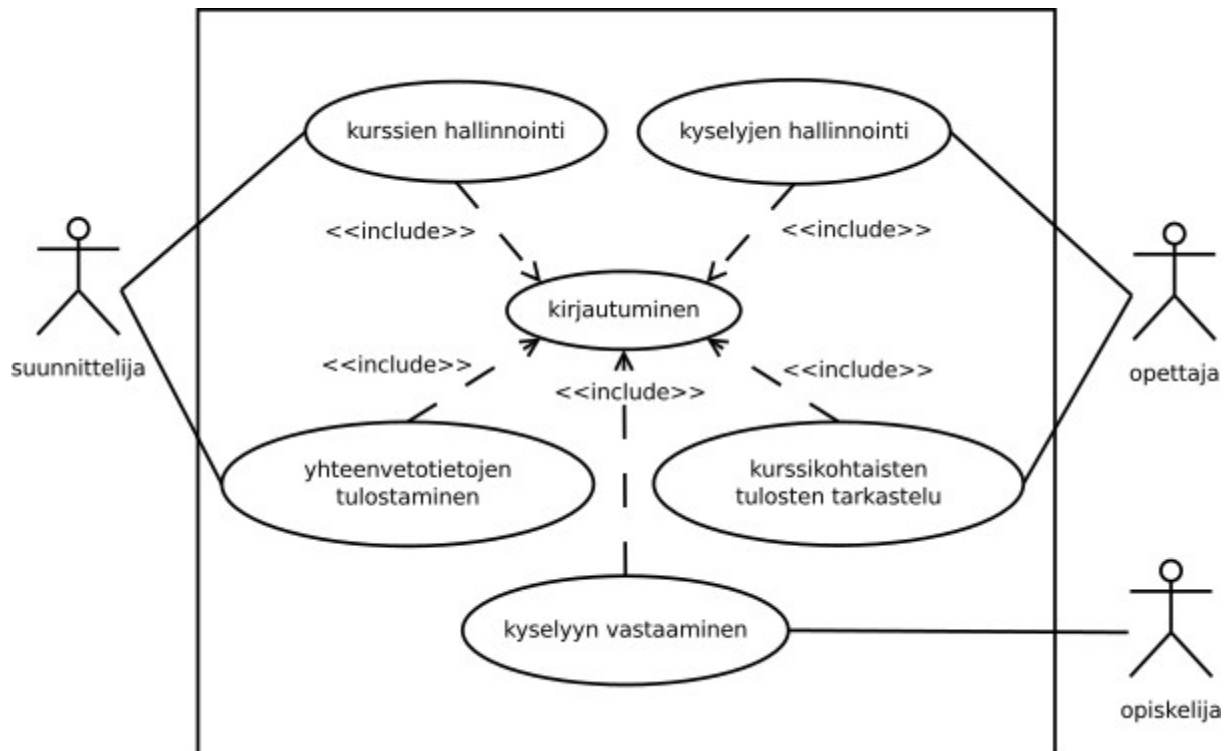 kurssien hallinnointi
kyselyjen hallinnointi
<<include>>
<<include>>
kirjautuminen
suunnittelija
opettaja
<<include>>
<<include>>
<<include>>
yhteenvetotietojen
tulostaminen
kurssikohtaisten
tulosten tarkastelu
kyselyyn vastaaminen
opiskelija